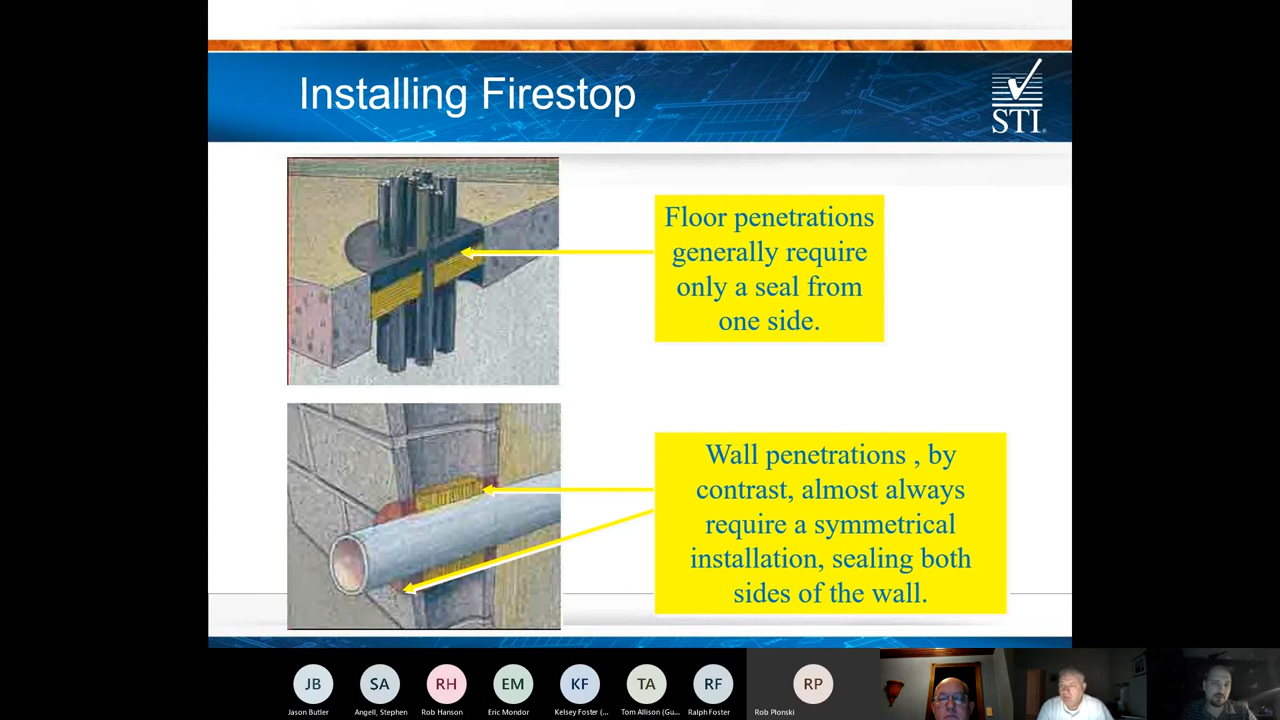 Installing Firestop
STI
Floor penetrations
generally require
only a seal from
one side.
Wall penetrations , by
contrast, almost always
require a symmetrical
installation, sealing both
sides of the wall.
JB
SA
RH
EM
KF
TA
RF
RP
Jason Butler
Angell, Stephen
Rob Hanson
Eric Mondor
Kelsey Foster (...
Tom Allison (Gu...
Ralph Foster
Rob Plonski